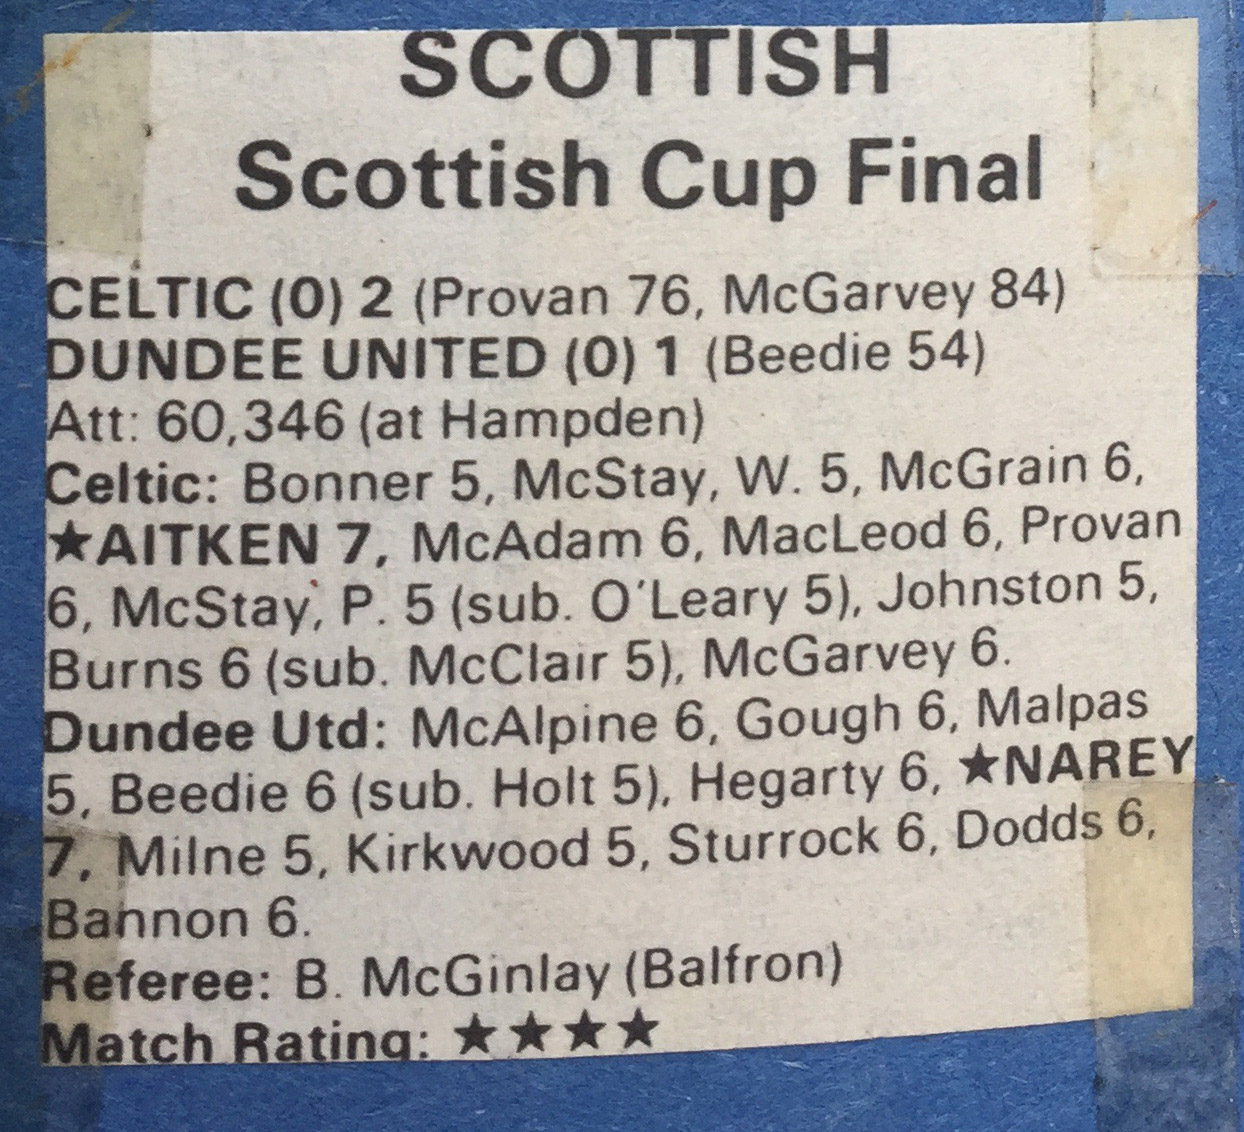 SCOTTISH
Scottish Cup Final
CELTIC (0) 2 (Provan 76, McGarvey 84)
DUNDEE UNITED (0) 1 (Beedie 54)
Att: 60,346 (at Hampden)
Celtic: Bonner 5, McStay, W. 5, McGrain 6,
★AITKEN 7, McAdam 6, MacLeod 6, Provan
6, McStay, P. 5 (sub. O'Leary 5), Johnston 5,
Burns 6 (sub. McClair 5), McGarvey 6.
Dundee Utd: McAlpine 6, Gough 6, Malpas
5, Beedie 6 (sub. Holt 5), Hegarty 6, ★NAREY
7, Milne 5, Kirkwood 5, Sturrock 6, Dodds 6,
Bannon 6.
Referee: B. McGinlay (Balfron)
Match Rating: ★★★★